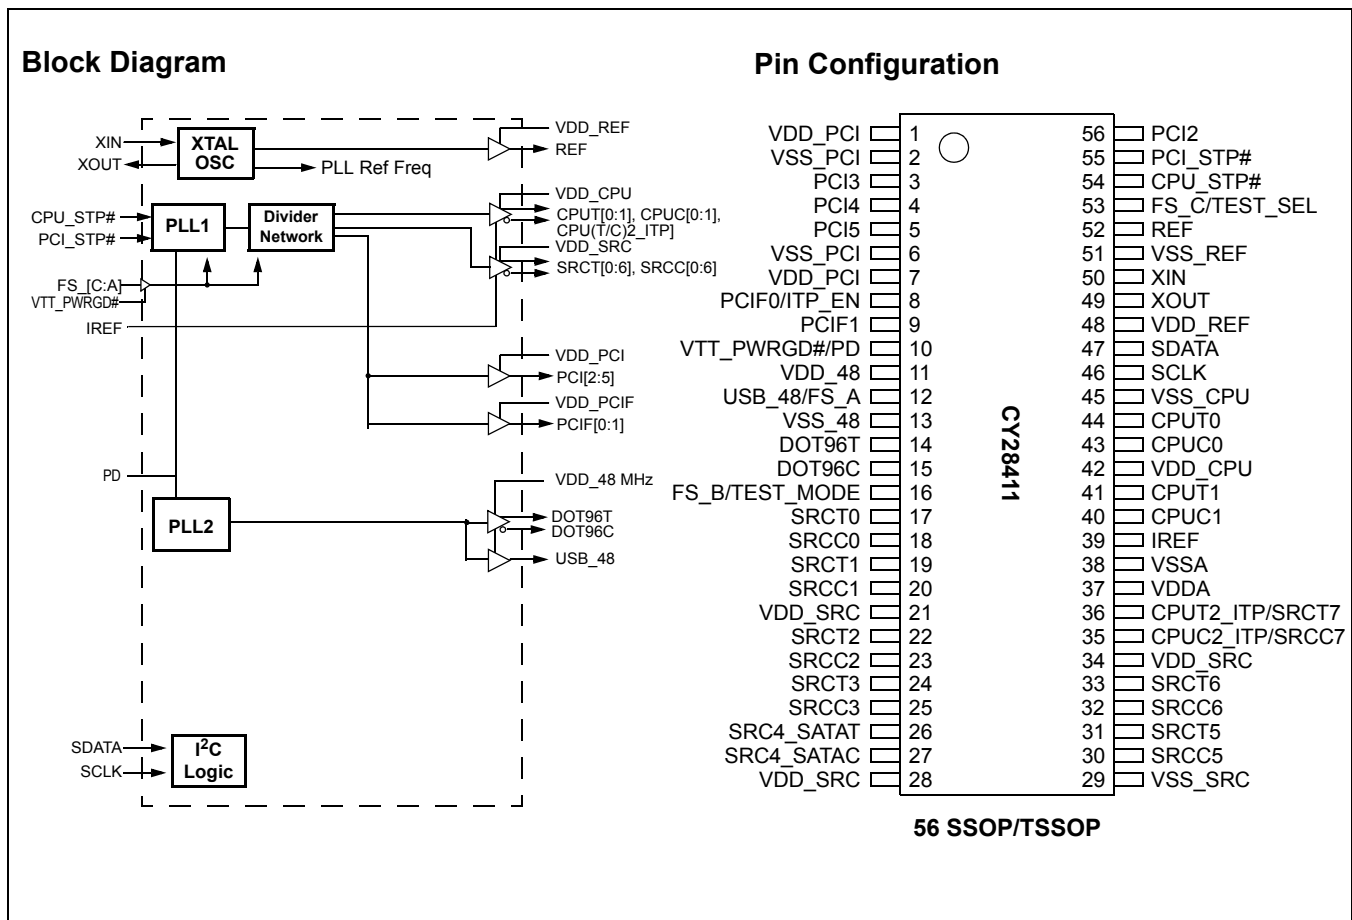 Block Diagram
XIN
XOUT
XTAL
OSC
VDD_REF
REF
PLL Ref Freq
CPU_STP#
PCI_STP#
PLL1
Divider
Network
VDD_CPU
CPUT[0:1], CPUC[0:1],
CPU(T/C)2_ITP]
VDD_SRC
SRCT[0:6], SRCC[0:6]
FS_[C:A]
VTT_PWRGD#
IREF
VDD_PCI
PCI[2:5]
VDD_PCIF
PCIF[0:1]
PD
VDD_48 MHz
PLL2
DOT96T
DOT96C
USB_48
SDATA
SCLK
I2C
Logic
Pin Configuration
VDD_PCI 1 56 PCI2
VSS_PCI 2 55 PCI_STP#
PCI3 3 54 CPU_STP#
PCI4 4 53 FS_C/TEST_SEL
PCI5 5 52 REF
VSS_PCI 6 51 VSS_REF
VDD_PCI 7 50 XIN
PCIF0/ITP_EN 8 49 XOUT
PCIF1 9 48 VDD_REF
VTT_PWRGD#/PD 10 47 SDATA
VDD_48 11 46 SCLK
USB_48/FS_A 12 45 VSS_CPU
VSS_48 13 44 CPUT0
DOT96T 14 43 CPUC0
DOT96C 15 42 VDD_CPU
FS_B/TEST_MODE 16 41 CPUT1
SRCT0 17 40 CPUC1
SRCC0 18 39 IREF
SRCT1 19 38 VSSA
SRCC1 20 37 VDDA
VDD_SRC 21 36 CPUT2_ITP/SRCT7
SRCT2 22 35 CPUC2_ITP/SRCC7
SRCC2 23 34 VDD_SRC
SRCT3 24 33 SRCT6
SRCC3 25 32 SRCC6
SRC4_SATAT 26 31 SRCT5
SRC4_SATAC 27 30 SRCC5
VDD_SRC 28 29 VSS_SRC
CY28411
56 SSOP/TSSOP